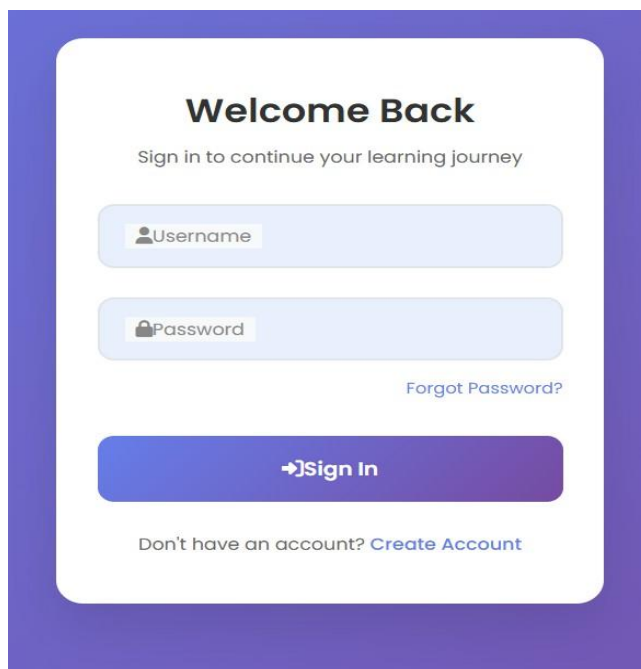 Welcome Back
Sign in to continue your learning journey
Username
Password
Forgot Password?
Sign In
Don't have an account? Create Account